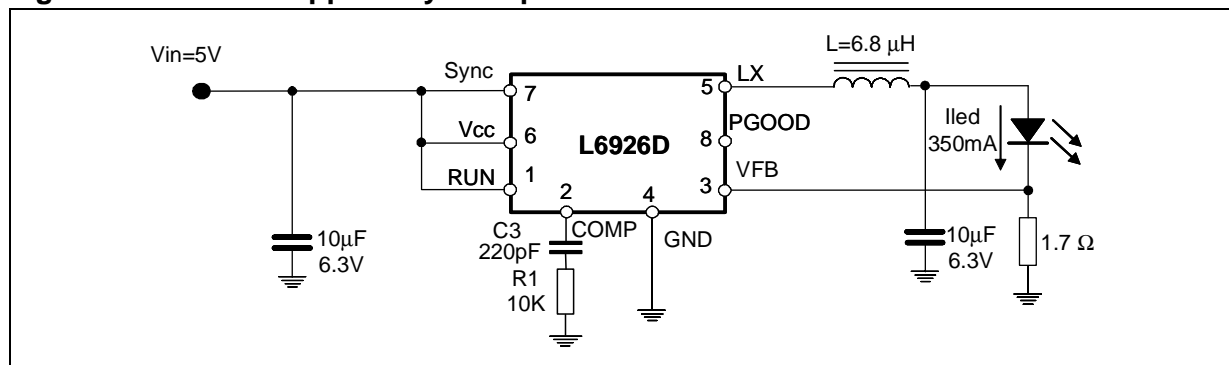 Vin=5V
Sync
7
Vcc
6
RUN
1
L6926D
2
4
5
LX
PGOOD
8
VFB
3
L=6.8 μH
Iled
350mA
10μF
6.3V
C3
220pF
COMP
GND
R1
10K
10μF
6.3V
1.7 Ω